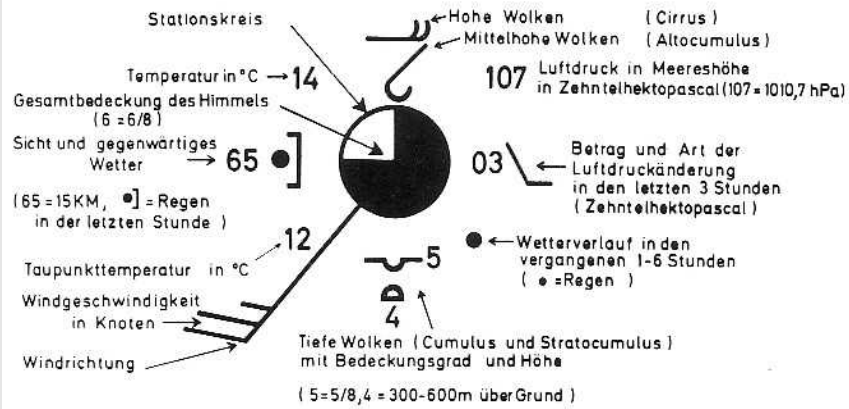 Stationskreis
Hohe Wolken (Cirrus)
Mittelhohe Wolken (Altocumulus)
Temperatur in °C 14
107 Luftdruck in Meereshöhe
in Zehntelhektopascal (107 = 1010,7 hPa)
Gesamtbedeckung des Himmels
(6 = 6/8)
Sicht und gegenwärtiges
Wetter 65
(65 = 15KM, ●] = Regen
in der letzten Stunde)
03 Betrag und Art der
Luftdruckänderung
in den letzten 3 Stunden
(Zehntelhektopascal)
12
Taupunkttemperatur in °C
Wetterverlauf in den
vergangenen 1-6 Stunden
(● = Regen)
5
4
Windgeschwindigkeit
in Knoten
Windrichtung
Tiefe Wolken (Cumulus und Stratocumulus)
mit Bedeckungsgrad und Höhe
(5 = 5/8, 4 = 300-600m über Grund)